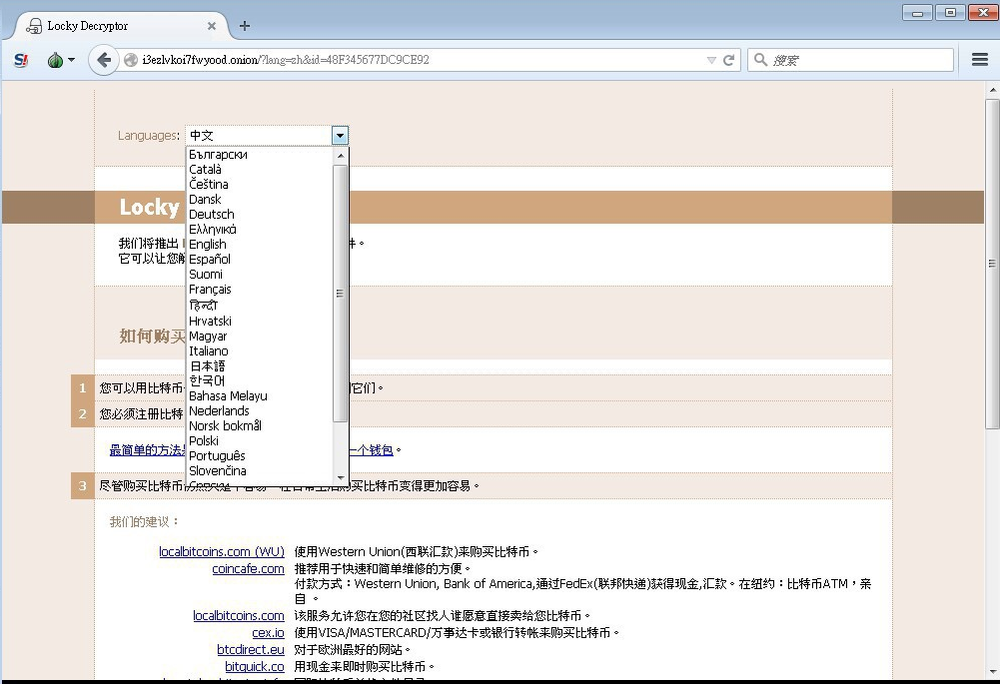 Locky Decryptor
i3ezlvkoi7fwyood.onion/?lang=zh&id=48F345677DC9CE92
搜索
Languages: 中文
Български
Català
Čeština
Dansk
Deutsch
Ελληνικά
English
Español
Suomi
Français
हिन्दी
Hrvatski
Magyar
Italiano
日本語
한국어
Bahasa Melayu
Nederlands
Norsk bokmål
Polski
Português
Slovenčina
Locky
我们将推出
件。
它可以让您解
如何购买
1 您可以用比特币
它们。
2 您必须注册比特
最简单的方法
一个钱包。
3 尽管购买比特币
购买比特币变得更加容易。
我们的建议：
localbitcoins.com (WU) 使用Western Union(西联汇款)来购买比特币。
coincafe.com 推荐用于快速和简单维修的方便。
付款方式：Western Union, Bank of America,通过FedEx(联邦快递)获得现金,汇款。在纽约：比特币ATM，亲
自 。
localbitcoins.com 该服务允许您在您的社区找人谁愿意直接卖给您比特币。
cex.io 使用VISA/MASTERCARD/万事达卡或银行转帐来购买比特币。
btcdirect.eu 对于欧洲最好的网站。
bitquick.co 用现金来即时购买比特币。